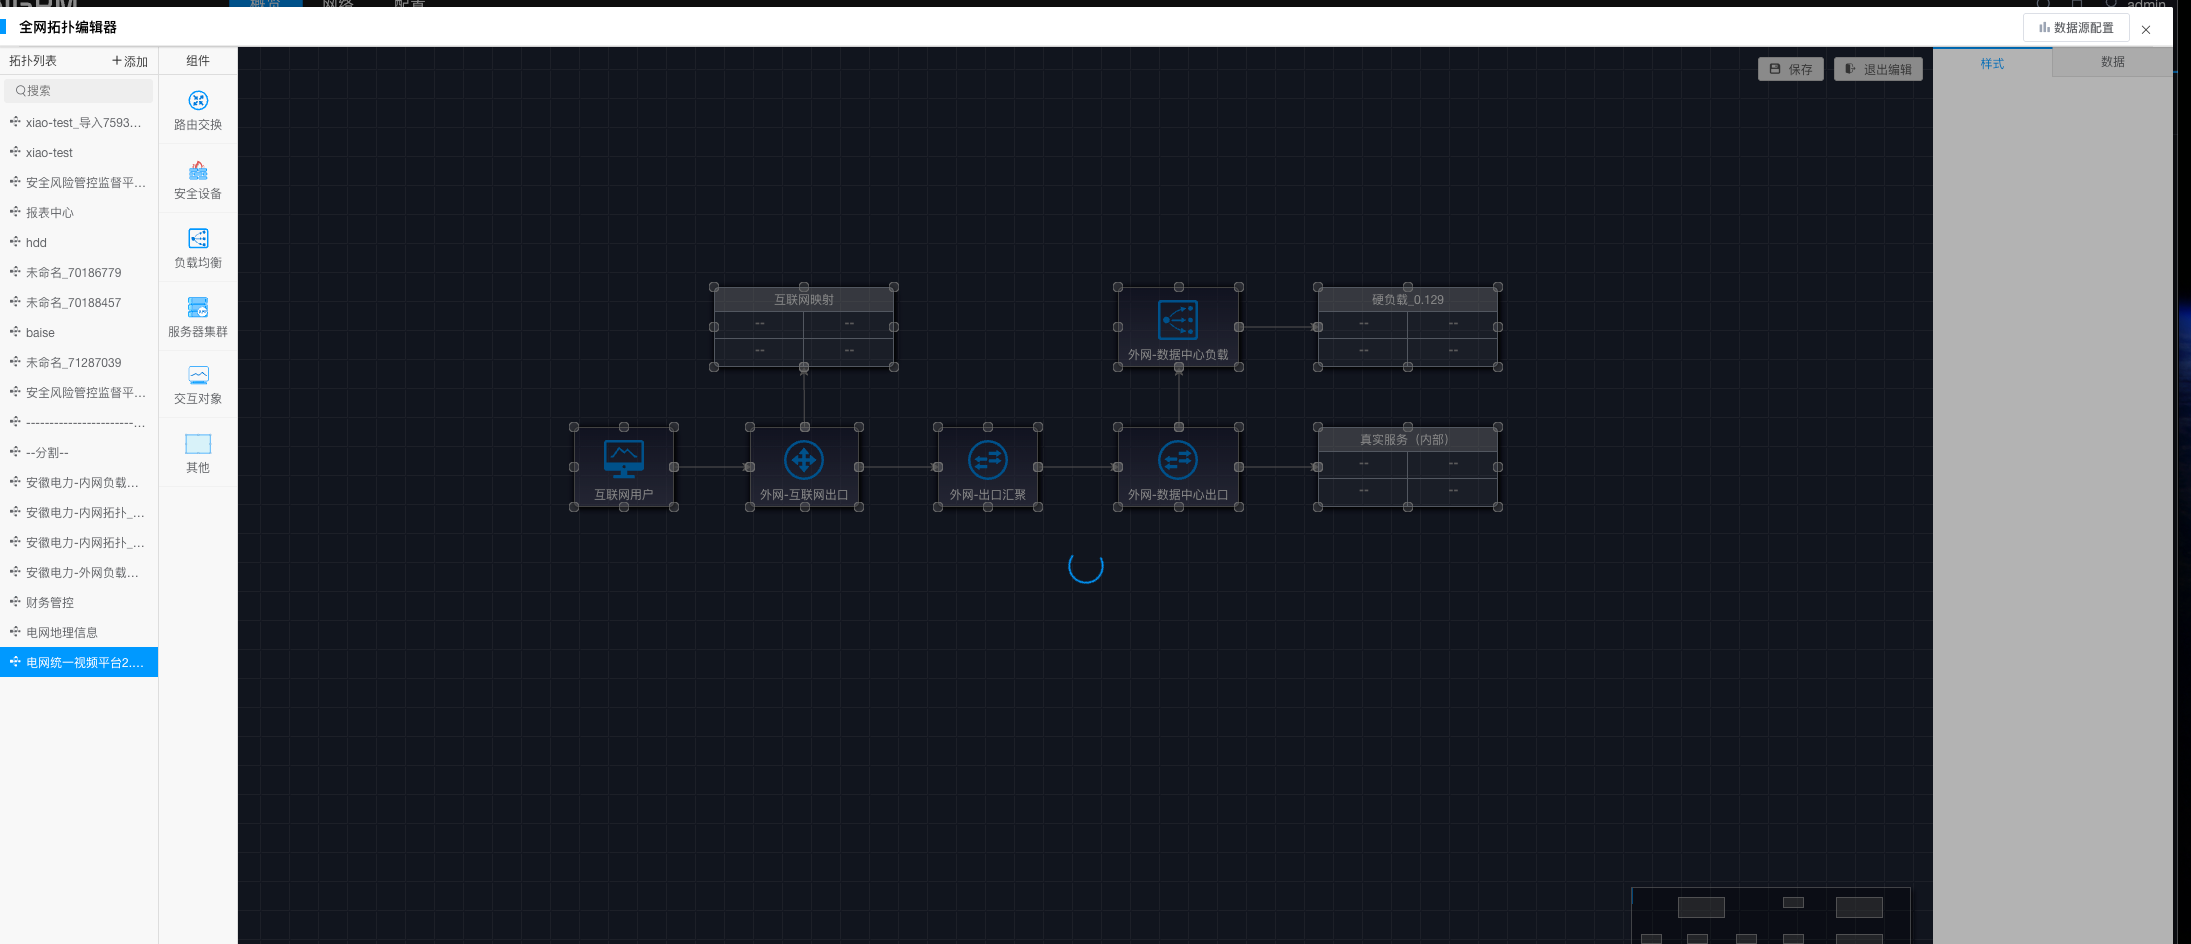 概览
网络
配置
admin
全网拓扑编辑器
数据源配置
拓扑列表
添加
组件
搜索
xiao-test_导入7593...
xiao-test
安全风险管控监督平...
报表中心
hdd
未命名_70186779
未命名_70188457
baise
未命名_71287039
安全风险管控监督平...
-----------------------...
--分割--
安徽电力-内网负载...
安徽电力-内网拓扑_...
安徽电力-内网拓扑_...
安徽电力-外网负载...
财务管控
电网地理信息
电网统一视频平台2....
路由交换
安全设备
负载均衡
服务器集群
交互对象
其他
保存
退出编辑
样式
数据
互联网映射
-- --
-- --
外网-数据中心负载
硬负载_0.129
-- --
-- --
互联网用户
外网-互联网出口
外网-出口汇聚
外网-数据中心出口
真实服务（内部）
-- --
-- --